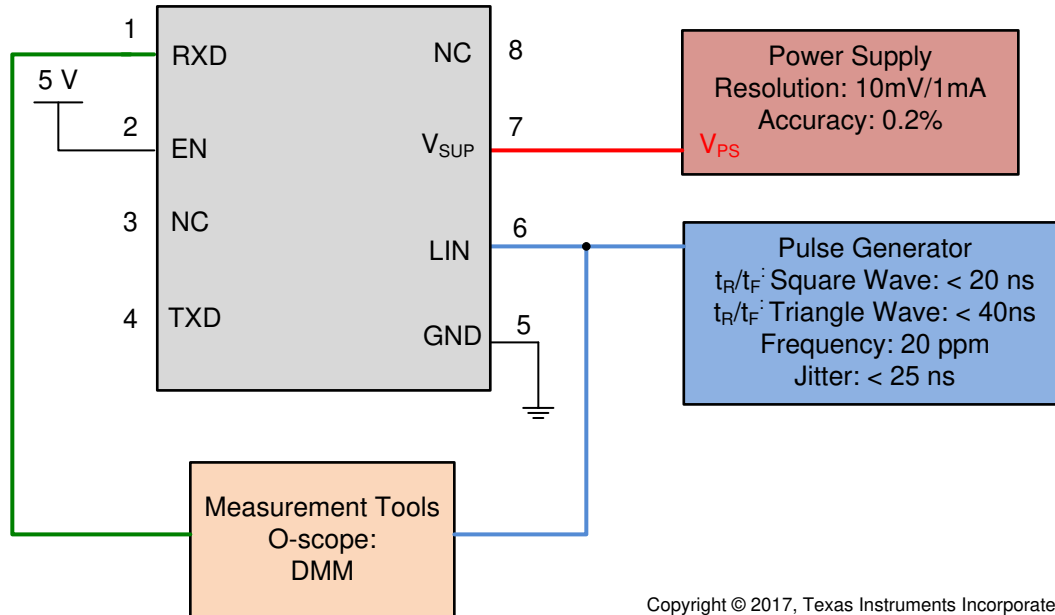 1
RXD
5 V
2
EN
3
NC
4
TXD
NC
8
V_SUP
7
LIN
6
GND
5
Power Supply
Resolution: 10mV/1mA
Accuracy: 0.2%
V_PS
Pulse Generator
t_R/t_F: Square Wave: < 20 ns
t_R/t_F: Triangle Wave: < 40ns
Frequency: 20 ppm
Jitter: < 25 ns
Measurement Tools
O-scope:
DMM
Copyright © 2017, Texas Instruments Incorporate